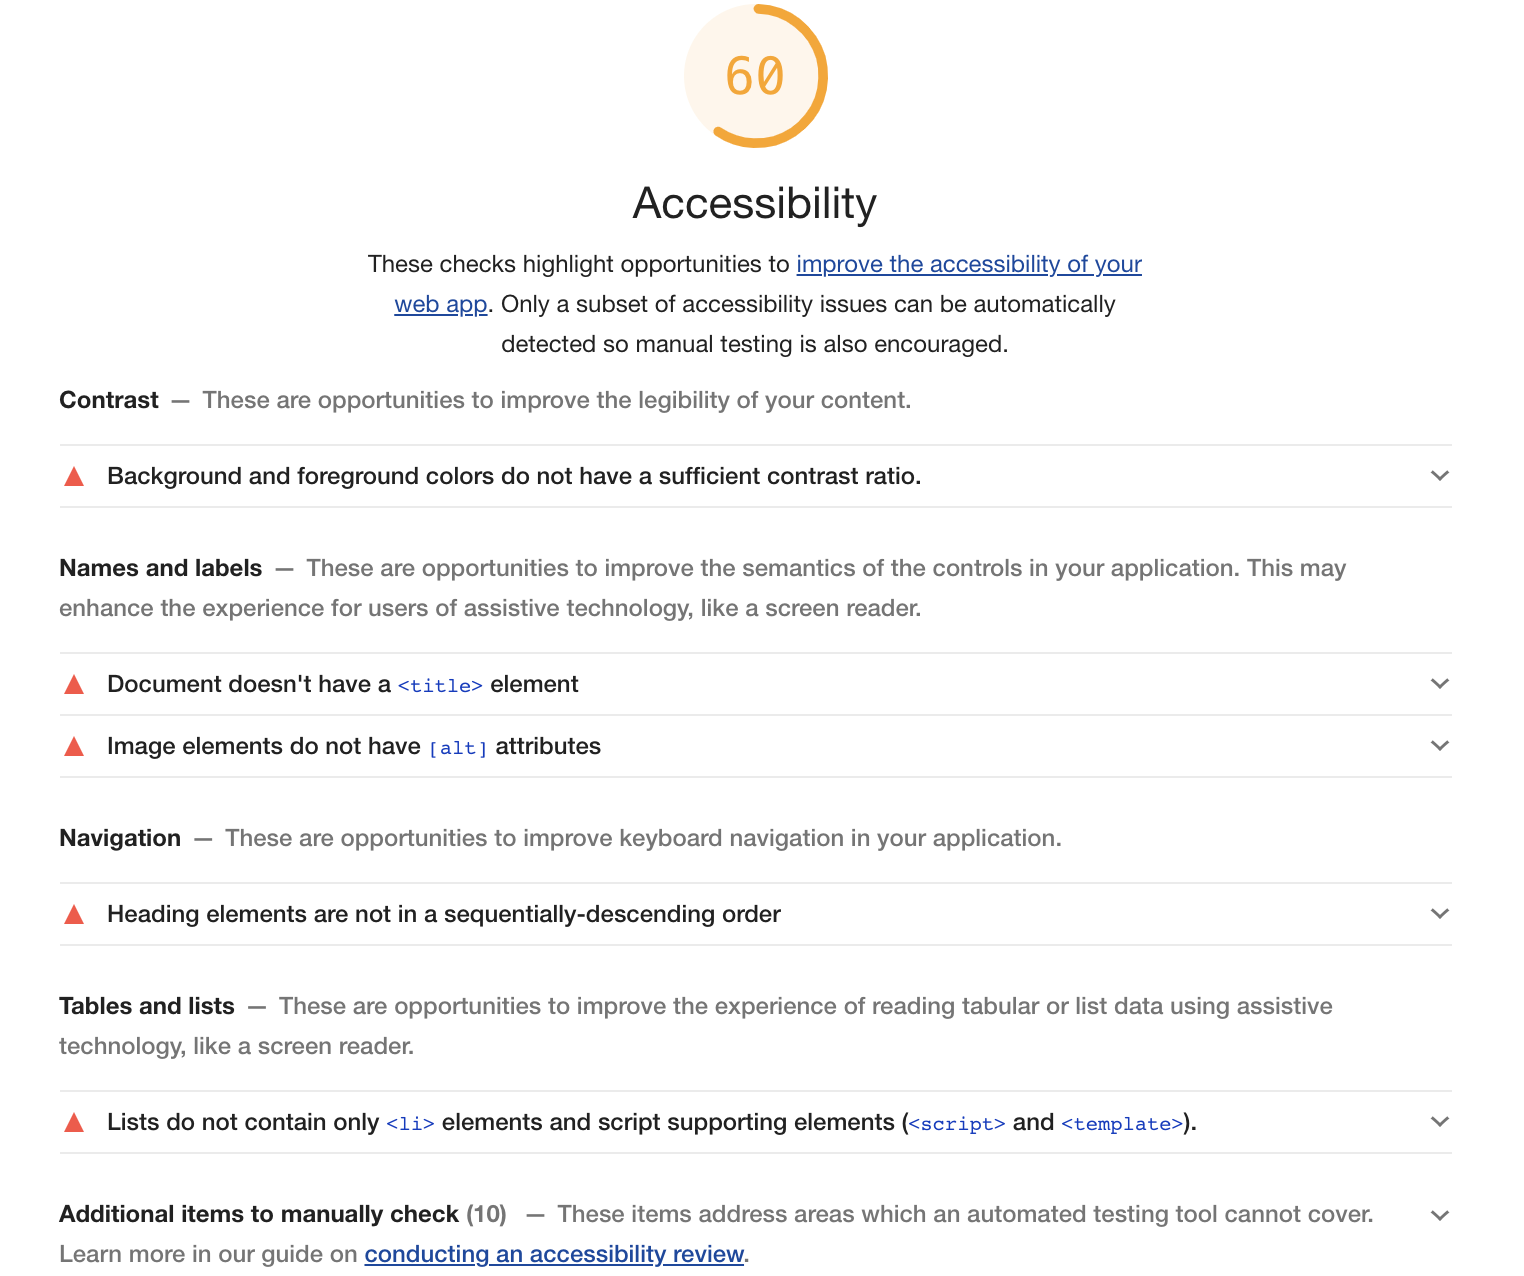 60
Accessibility
These checks highlight opportunities to improve the accessibility of your
web app. Only a subset of accessibility issues can be automatically
detected so manual testing is also encouraged.
Contrast — These are opportunities to improve the legibility of your content.
Background and foreground colors do not have a sufficient contrast ratio.
Names and labels — These are opportunities to improve the semantics of the controls in your application. This may
enhance the experience for users of assistive technology, like a screen reader.
Document doesn't have a <title> element
Image elements do not have [alt] attributes
Navigation — These are opportunities to improve keyboard navigation in your application.
Heading elements are not in a sequentially-descending order
Tables and lists — These are opportunities to improve the experience of reading tabular or list data using assistive
technology, like a screen reader.
Lists do not contain only <li> elements and script supporting elements (<script> and <template>).
Additional items to manually check (10) — These items address areas which an automated testing tool cannot cover.
Learn more in our guide on conducting an accessibility review.